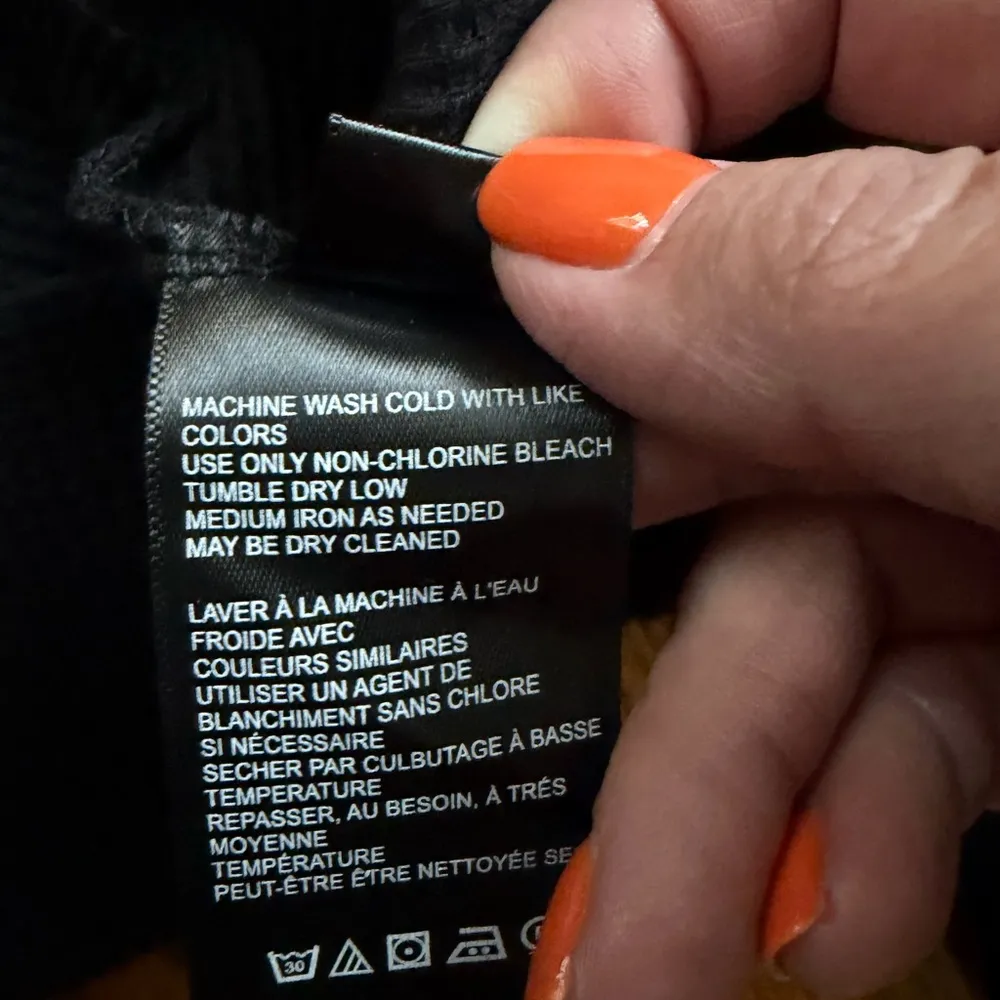 MACHINE WASH COLD WITH LIKE
COLORS
USE ONLY NON-CHLORINE BLEACH
TUMBLE DRY LOW
MEDIUM IRON AS NEEDED
MAY BE DRY CLEANED
LAVER À LA MACHINE À L'EAU
FROIDE AVEC
COULEURS SIMILAIRES
UTILISER UN AGENT DE
BLANCHIMENT SANS CHLORE
SI NÉCESSAIRE
SECHER PAR CULBUTAGE À BASSE
TEMPERATURE
REPASSER, AU BESOIN, À TRÉS
MOYENNE
TEMPÉRATURE
PEUT-ÊTRE ÊTRE NETTOYÉE
30